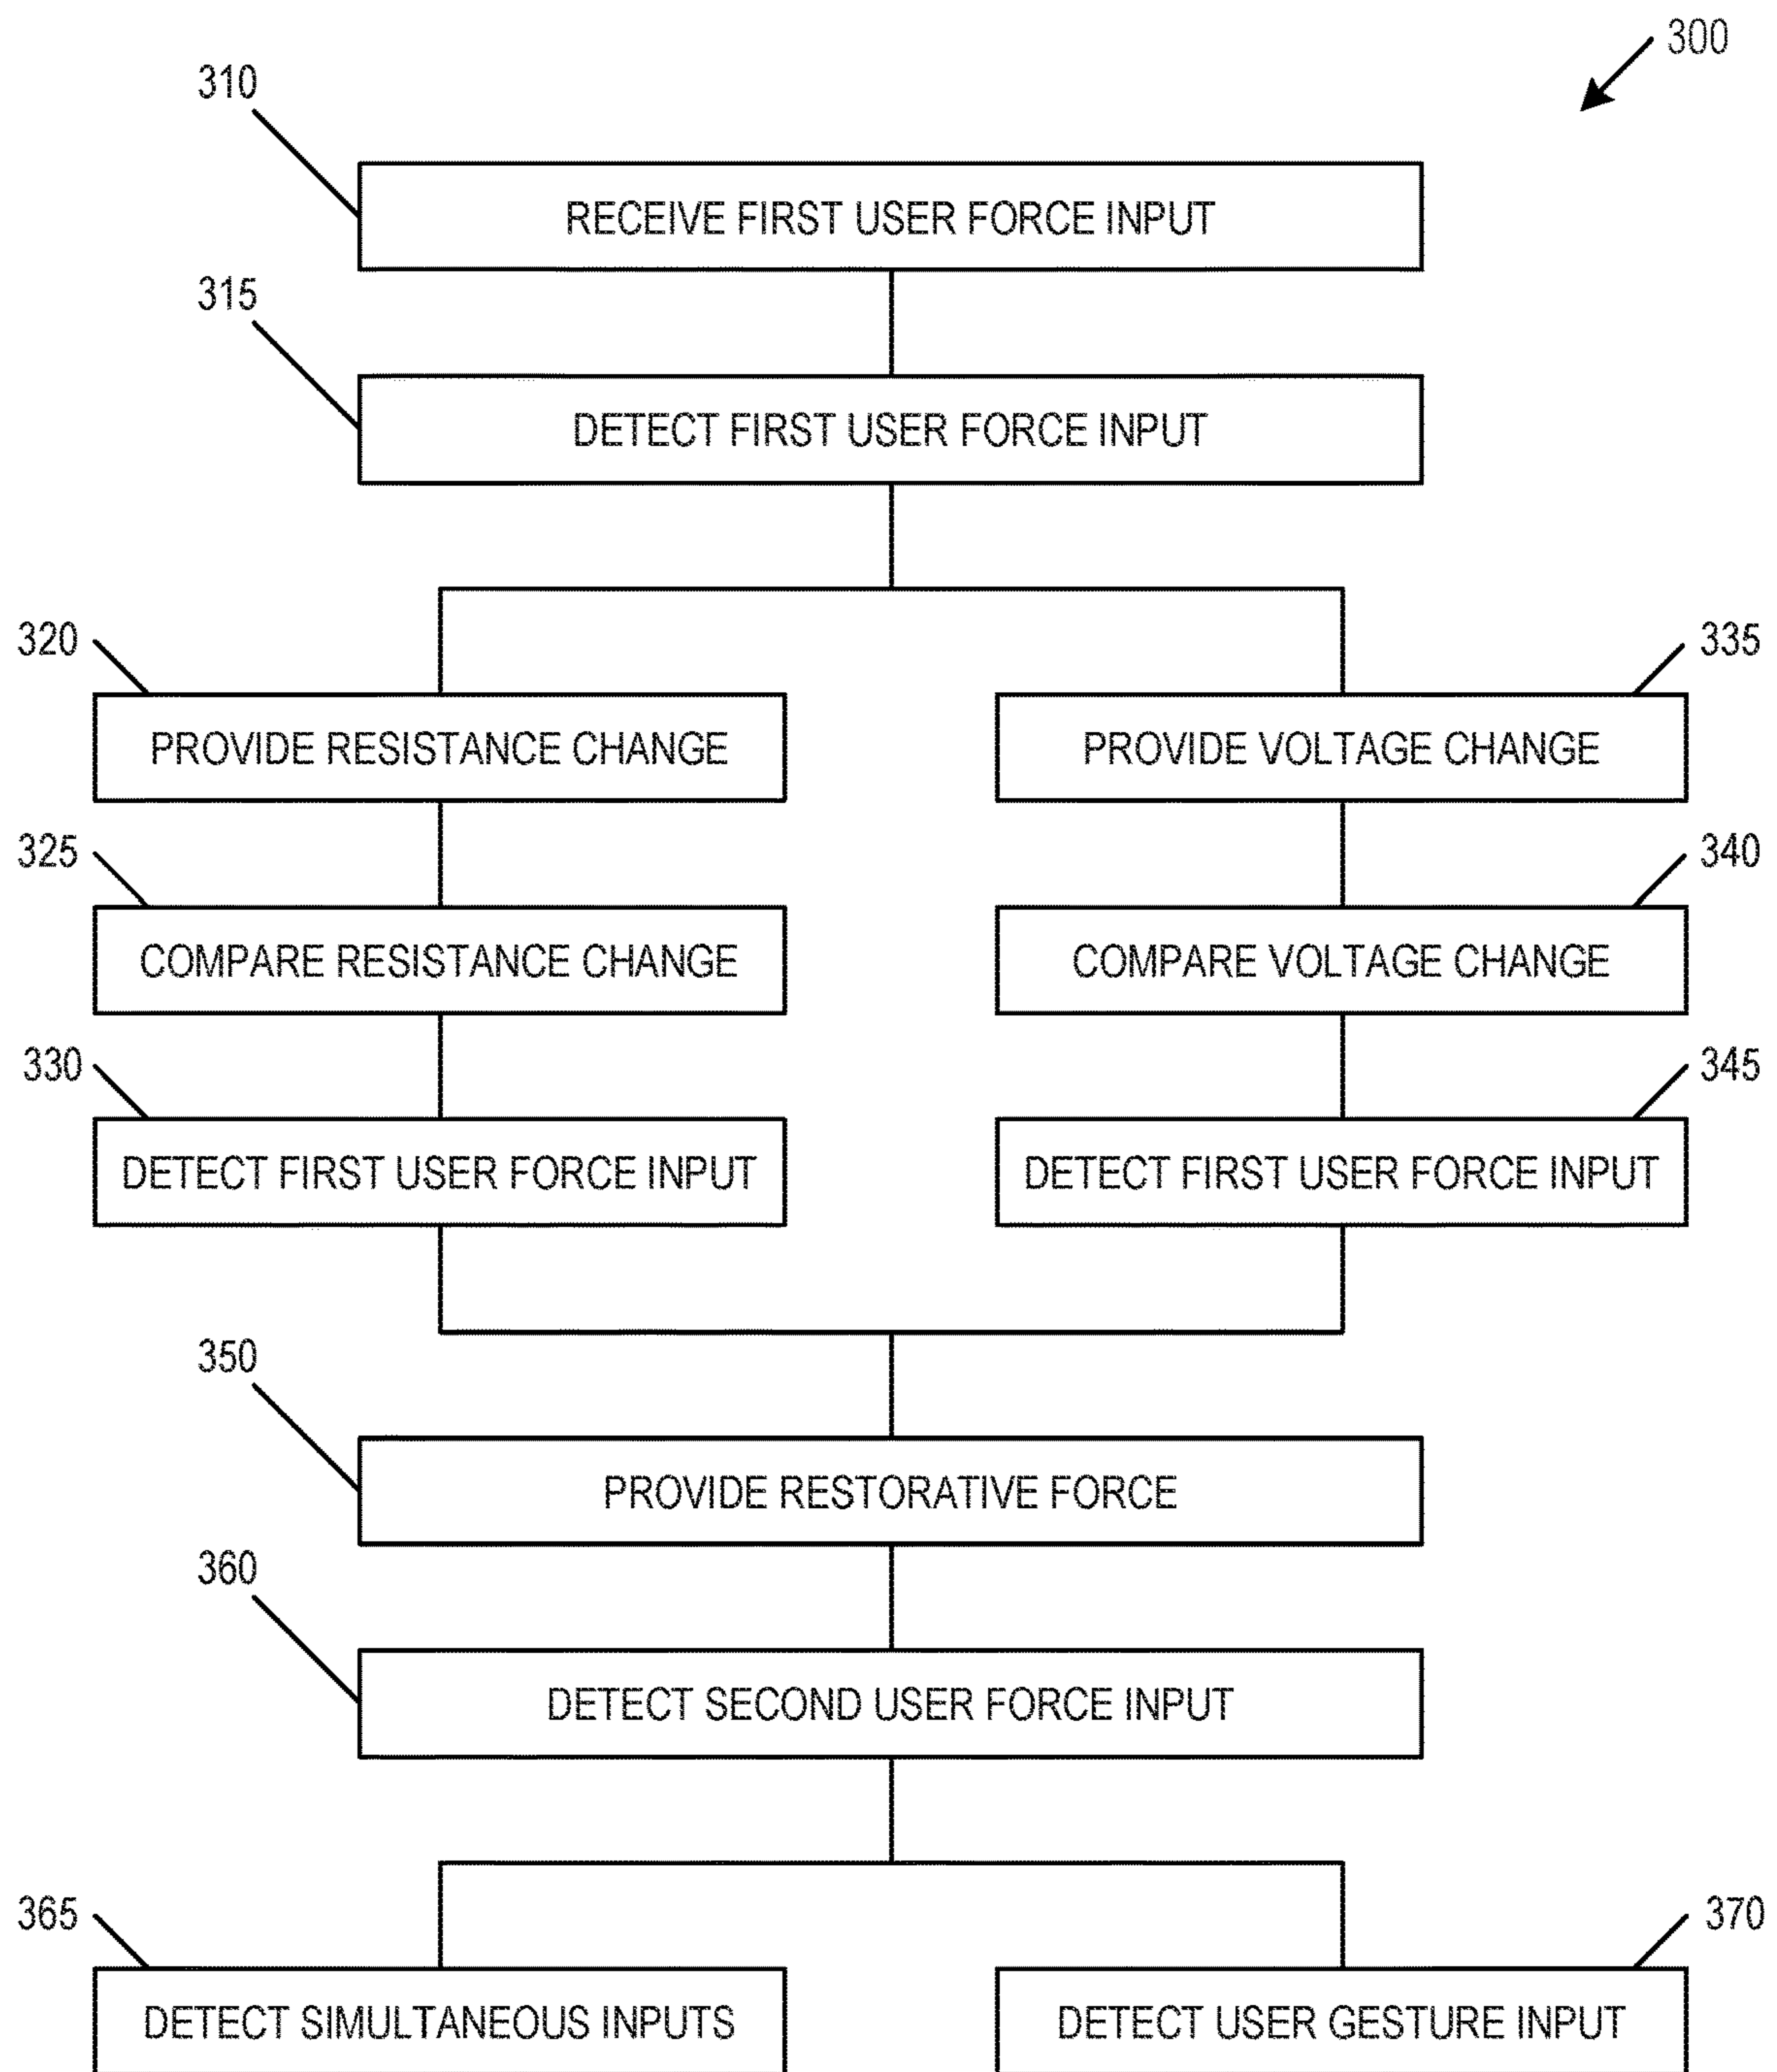 300
310
RECEIVE FIRST USER FORCE INPUT
315
DETECT FIRST USER FORCE INPUT
320
335
PROVIDE RESISTANCE CHANGE
PROVIDE VOLTAGE CHANGE
325
340
COMPARE RESISTANCE CHANGE
COMPARE VOLTAGE CHANGE
330
345
DETECT FIRST USER FORCE INPUT
DETECT FIRST USER FORCE INPUT
350
PROVIDE RESTORATIVE FORCE
360
DETECT SECOND USER FORCE INPUT
365
370
DETECT SIMULTANEOUS INPUTS
DETECT USER GESTURE INPUT